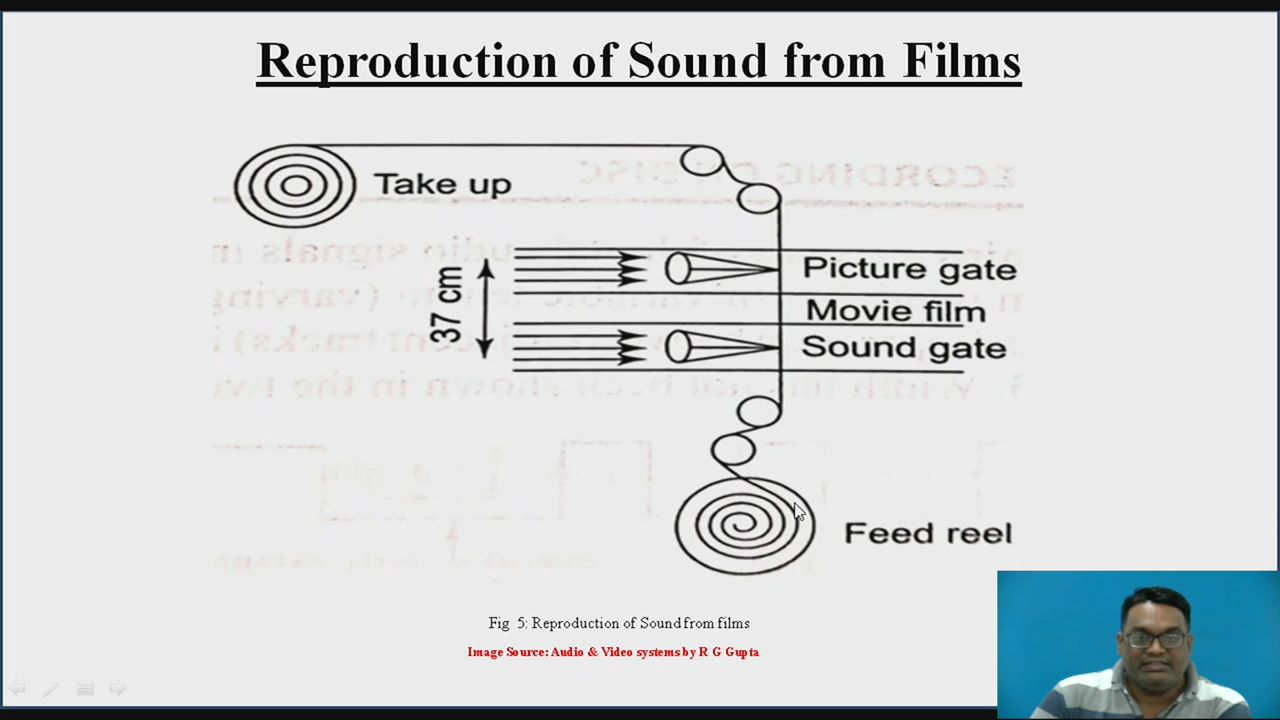 Reproduction of Sound from Films
Take up
37 cm
Picture gate
Movie film
Sound gate
Feed reel
Fig 5: Reproduction of Sound from films
Image Source: Audio & Video systems by R G Gupta